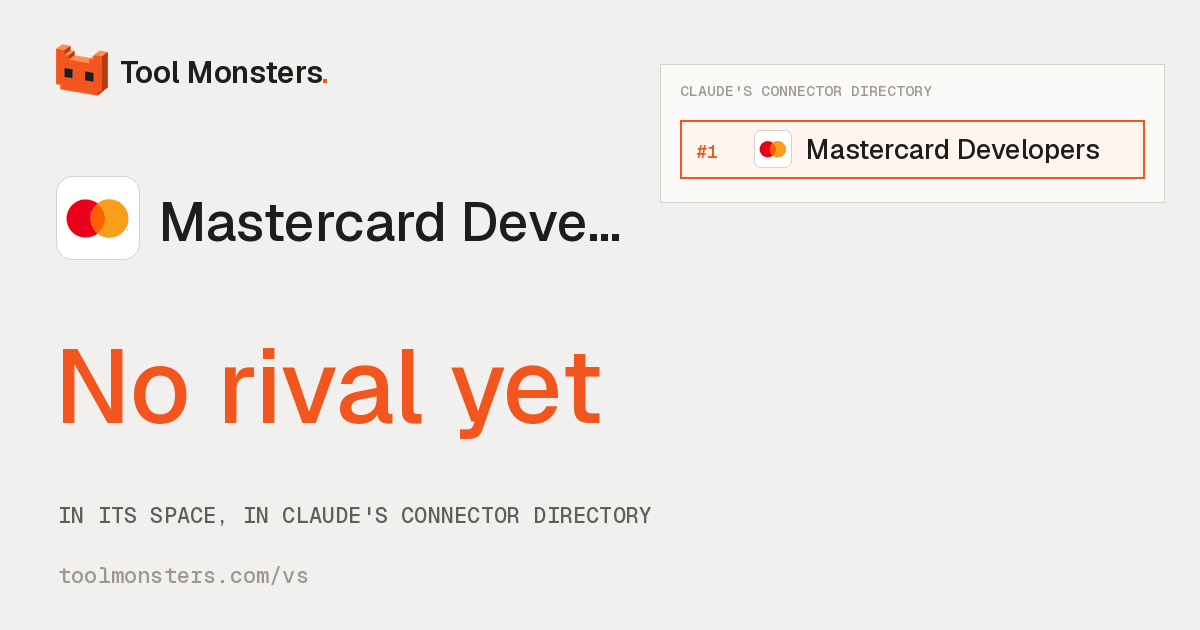 Tool Monsters.
CLAUDE'S CONNECTOR DIRECTORY
#1 Mastercard Developers
Mastercard Deve...
No rival yet
IN ITS SPACE, IN CLAUDE'S CONNECTOR DIRECTORY
toolmonsters.com/vs